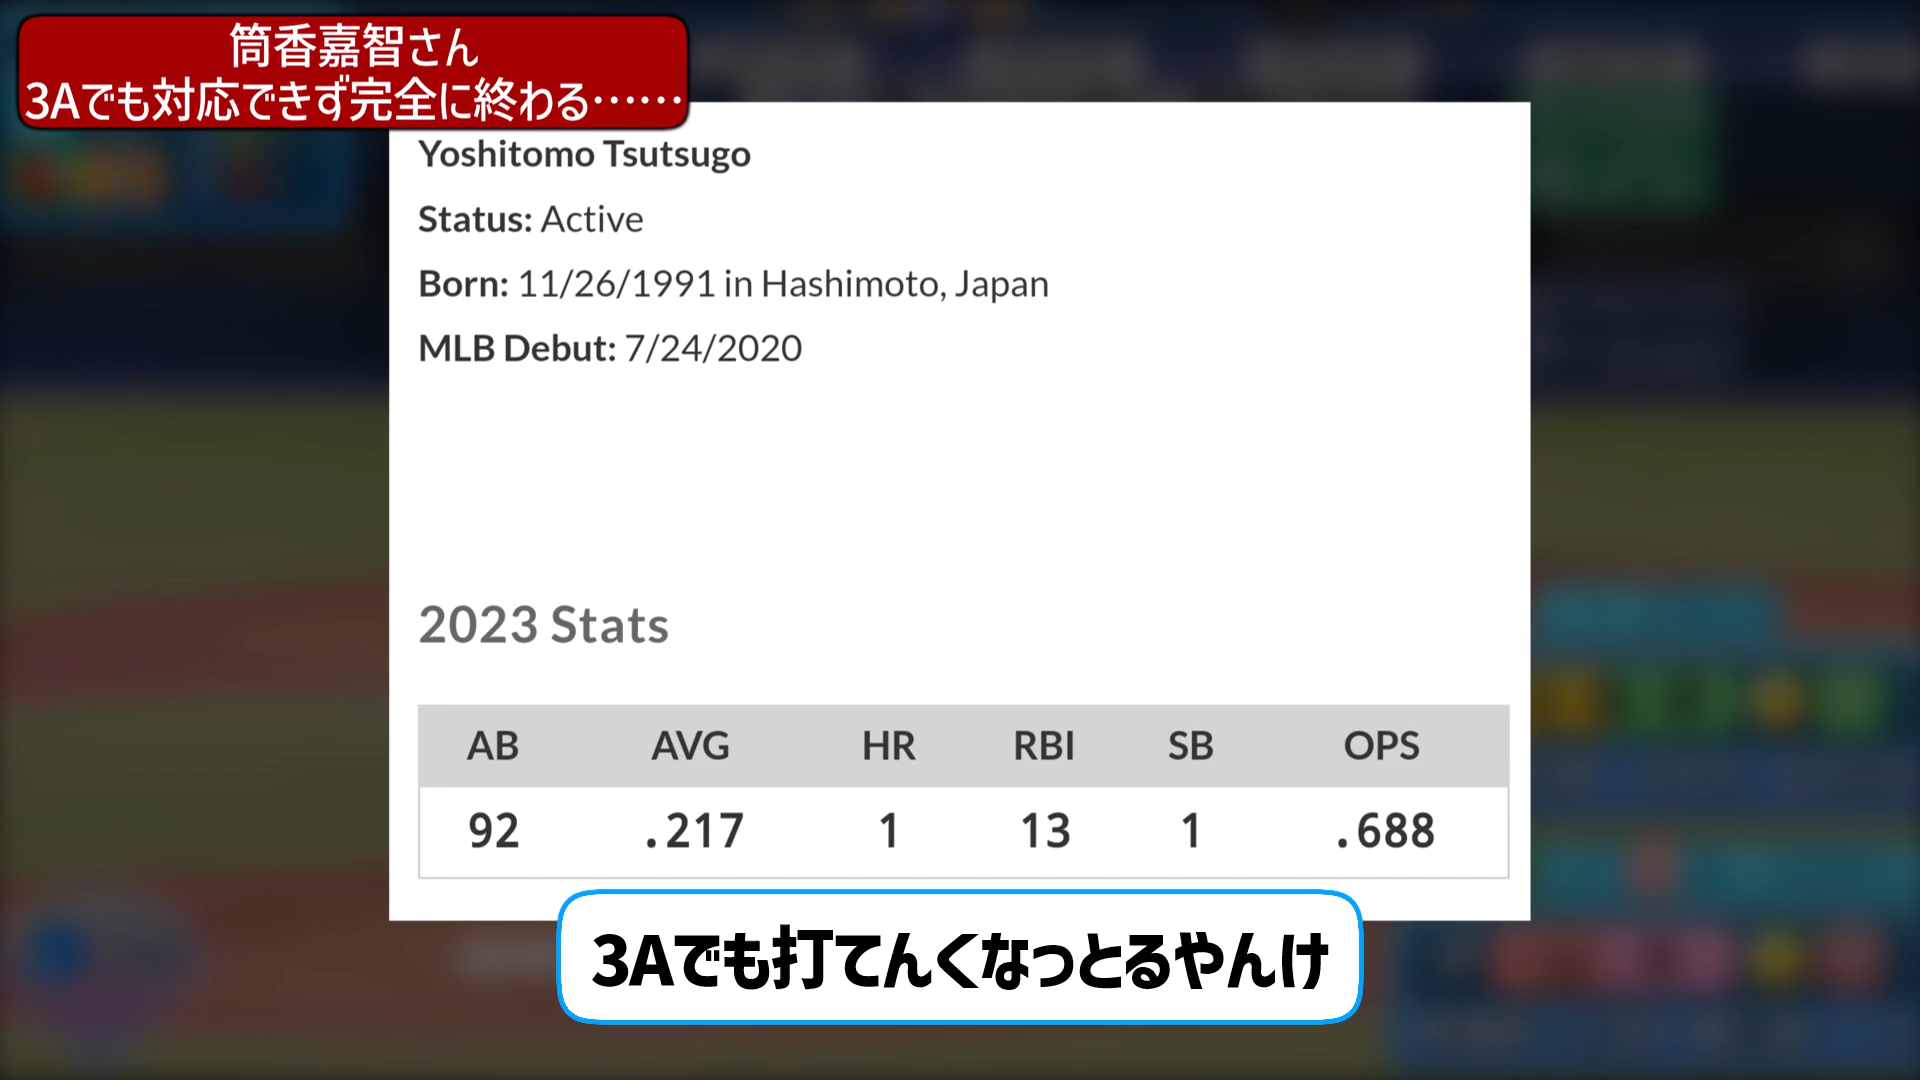 筒香嘉智さん
3Aでも対応できず完全に終わる……
Yoshitomo Tsutsugo
Status: Active
Born: 11/26/1991 in Hashimoto, Japan
MLB Debut: 7/24/2020
2023 Stats
AB AVG HR RBI SB OPS
92 .217 1 13 1 .688
3Aでも打てんくなっとるやんけ